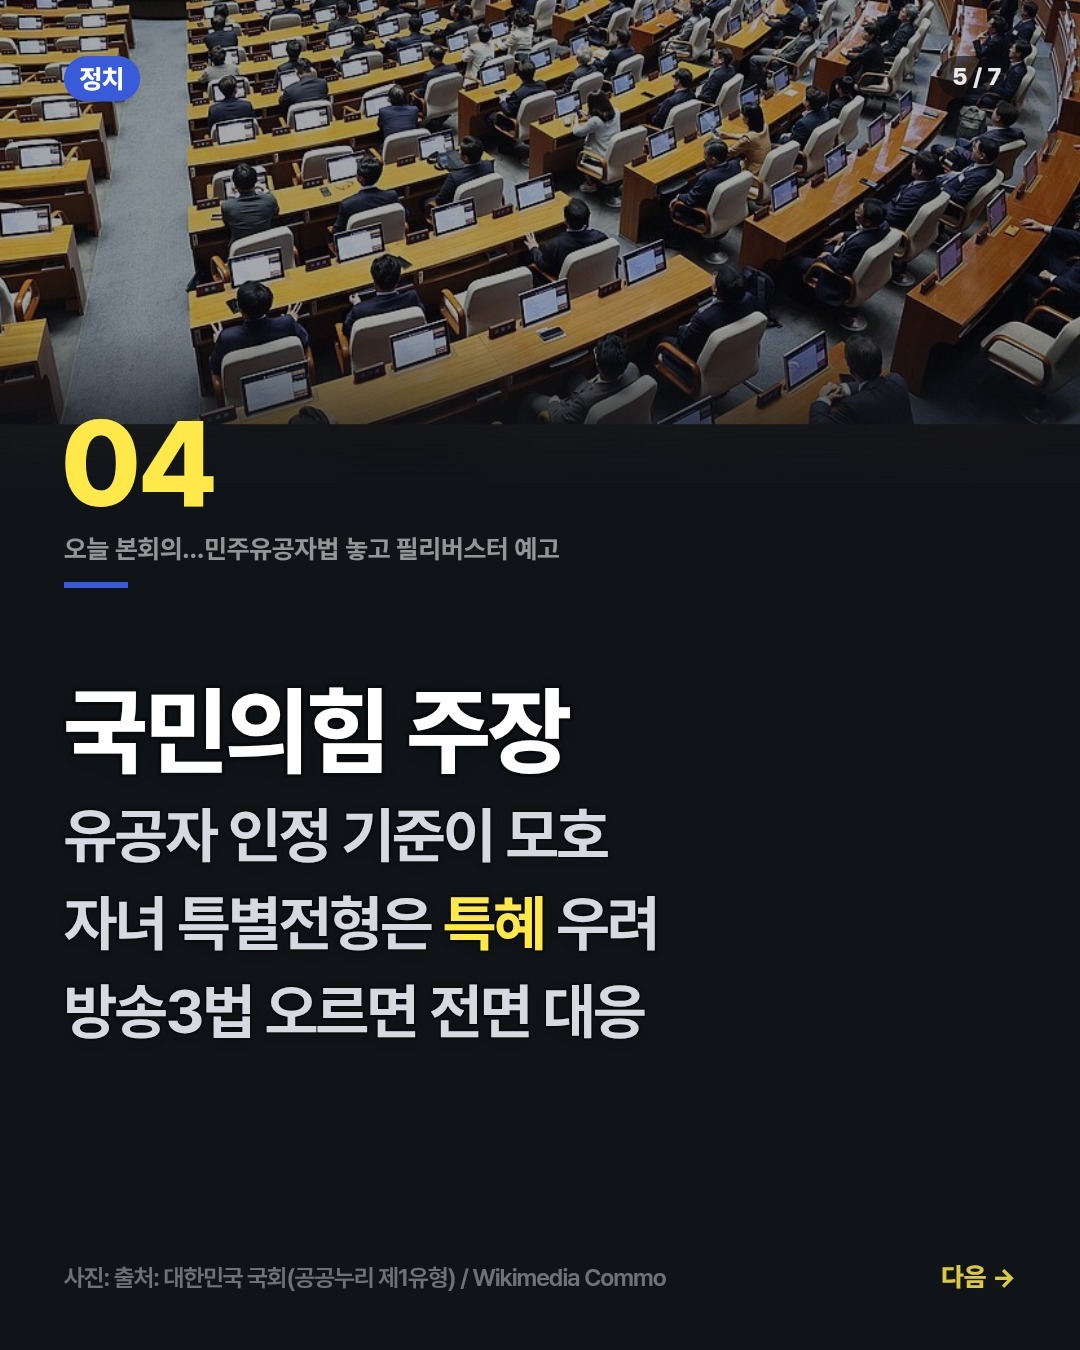 정치
5 / 7
04
오늘 본회의...민주유공자법 놓고 필리버스터 예고
국민의힘 주장
유공자 인정 기준이 모호
자녀 특별전형은 특혜 우려
방송3법 오르면 전면 대응
사진: 출처: 대한민국 국회(공공누리 제1유형) / Wikimedia Commo
다음 →